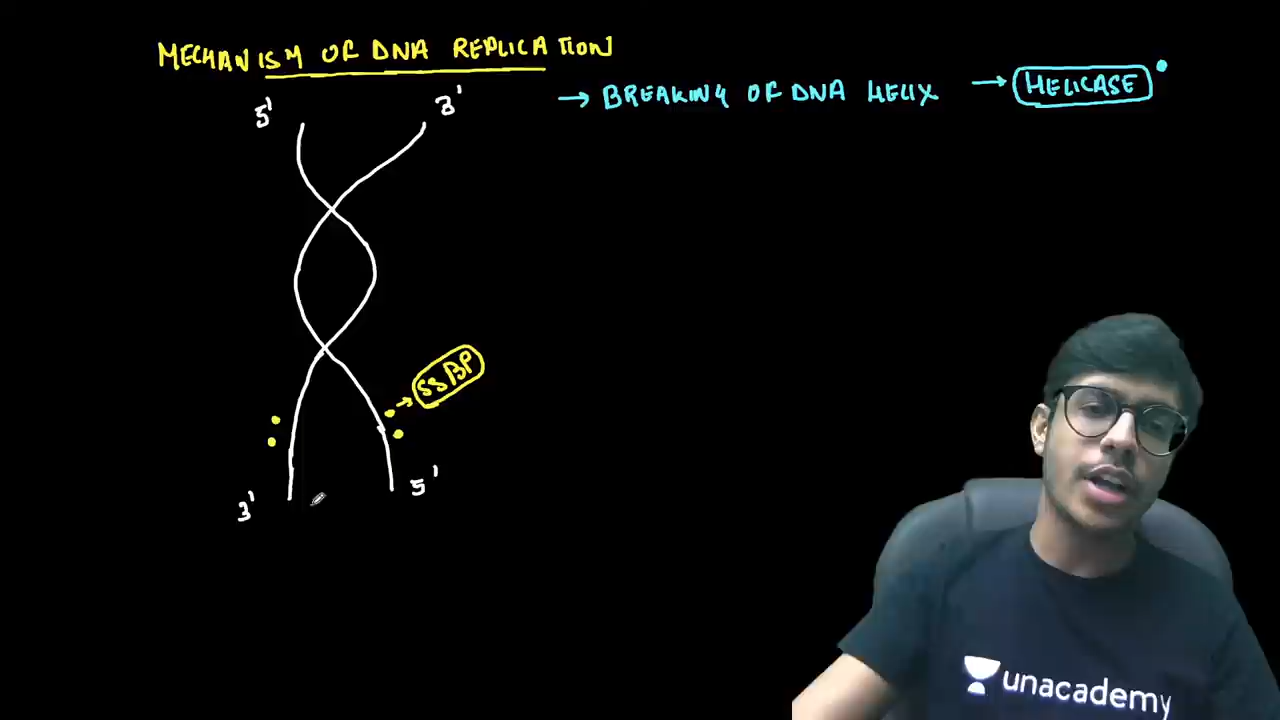 MECHANISM OF DNA REPLICATION
→ BREAKING OF DNA HELIX → HELICASE
5' 3'
SSBP
3' 5'
unacademy